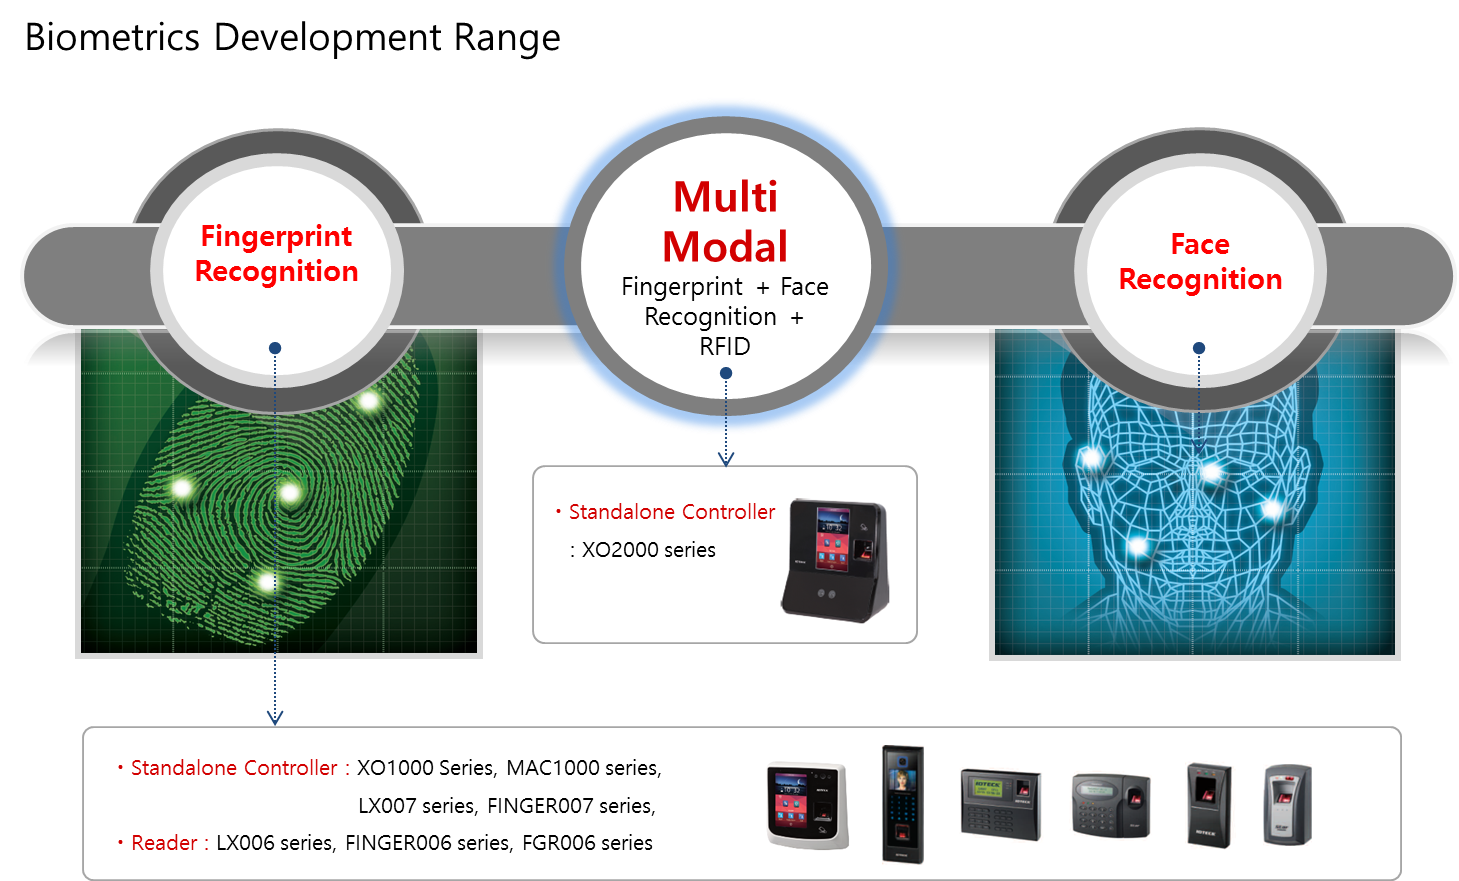 Biometrics Development Range
Fingerprint
Recognition
Multi
Modal
Fingerprint + Face
Recognition +
RFID
Face
Recognition
・Standalone Controller
: XO2000 series
・Standalone Controller : XO1000 Series, MAC1000 series,
LX007 series, FINGER007 series,
・Reader : LX006 series, FINGER006 series, FGR006 series